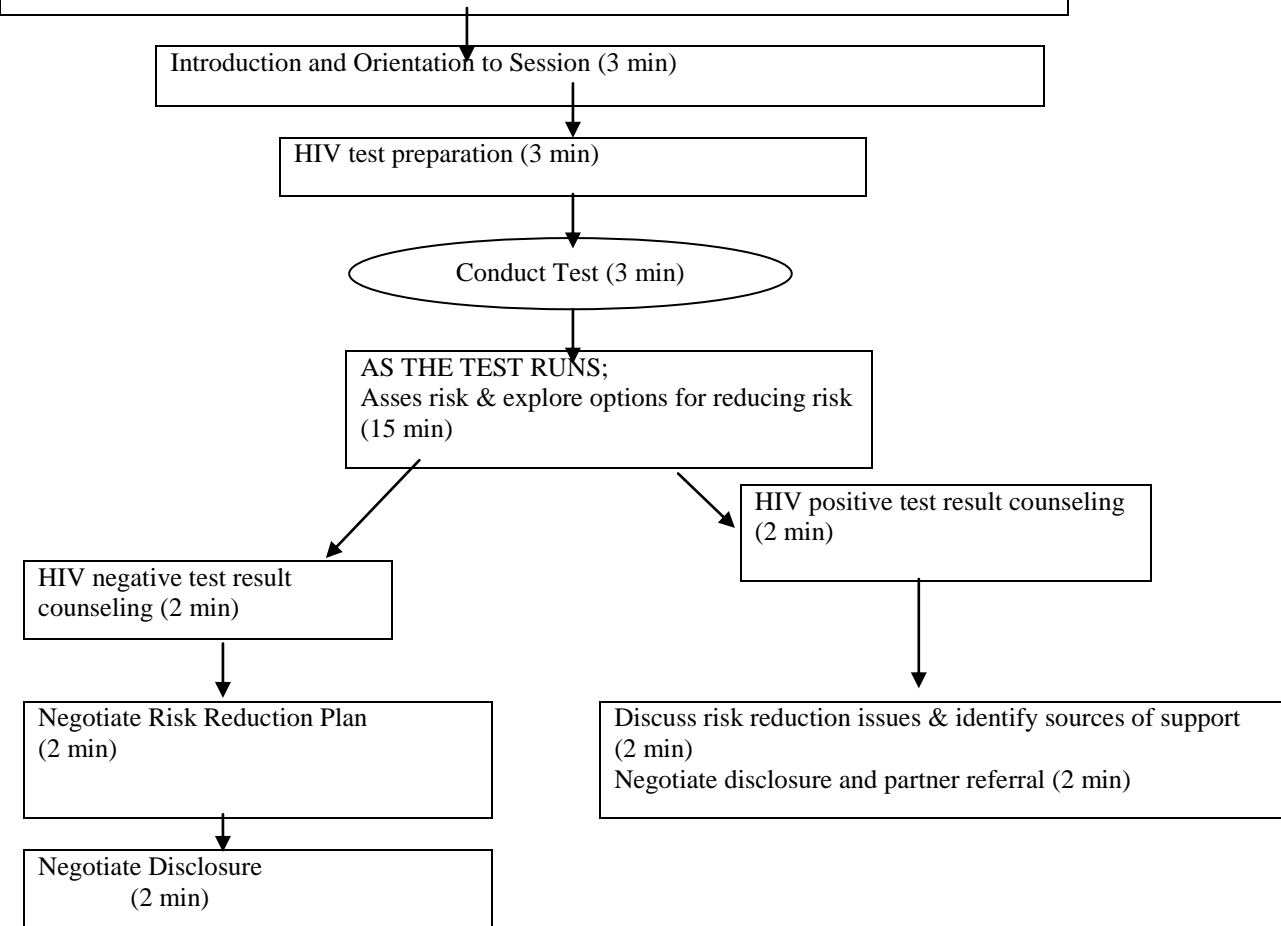 Introduction and Orientation to Session (3 min)
HIV test preparation (3 min)
Conduct Test (3 min)
AS THE TEST RUNS;
Asses risk & explore options for reducing risk
(15 min)
HIV positive test result counseling
(2 min)
HIV negative test result
counseling (2 min)
Negotiate Risk Reduction Plan
(2 min)
Discuss risk reduction issues & identify sources of support
(2 min)
Negotiate disclosure and partner referral (2 min)
Negotiate Disclosure
(2 min)